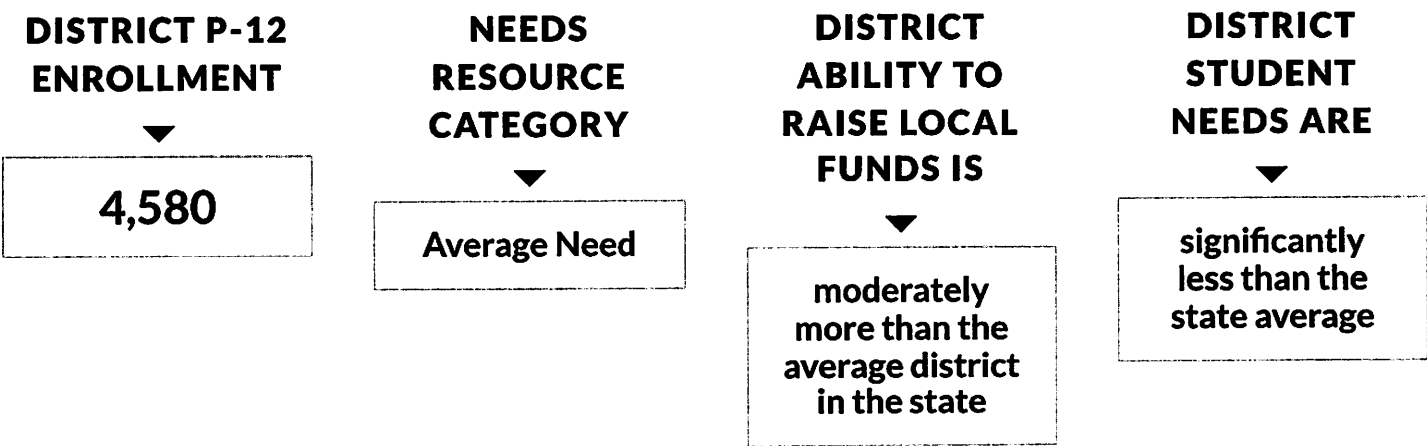 DISTRICT P-12
ENROLLMENT
4,580
NEEDS
RESOURCE
CATEGORY
Average Need
DISTRICT
ABILITY TO
RAISE LOCAL
FUNDS IS
moderately
more than the
average district
in the state
DISTRICT
STUDENT
NEEDS ARE
significantly
less than the
state average